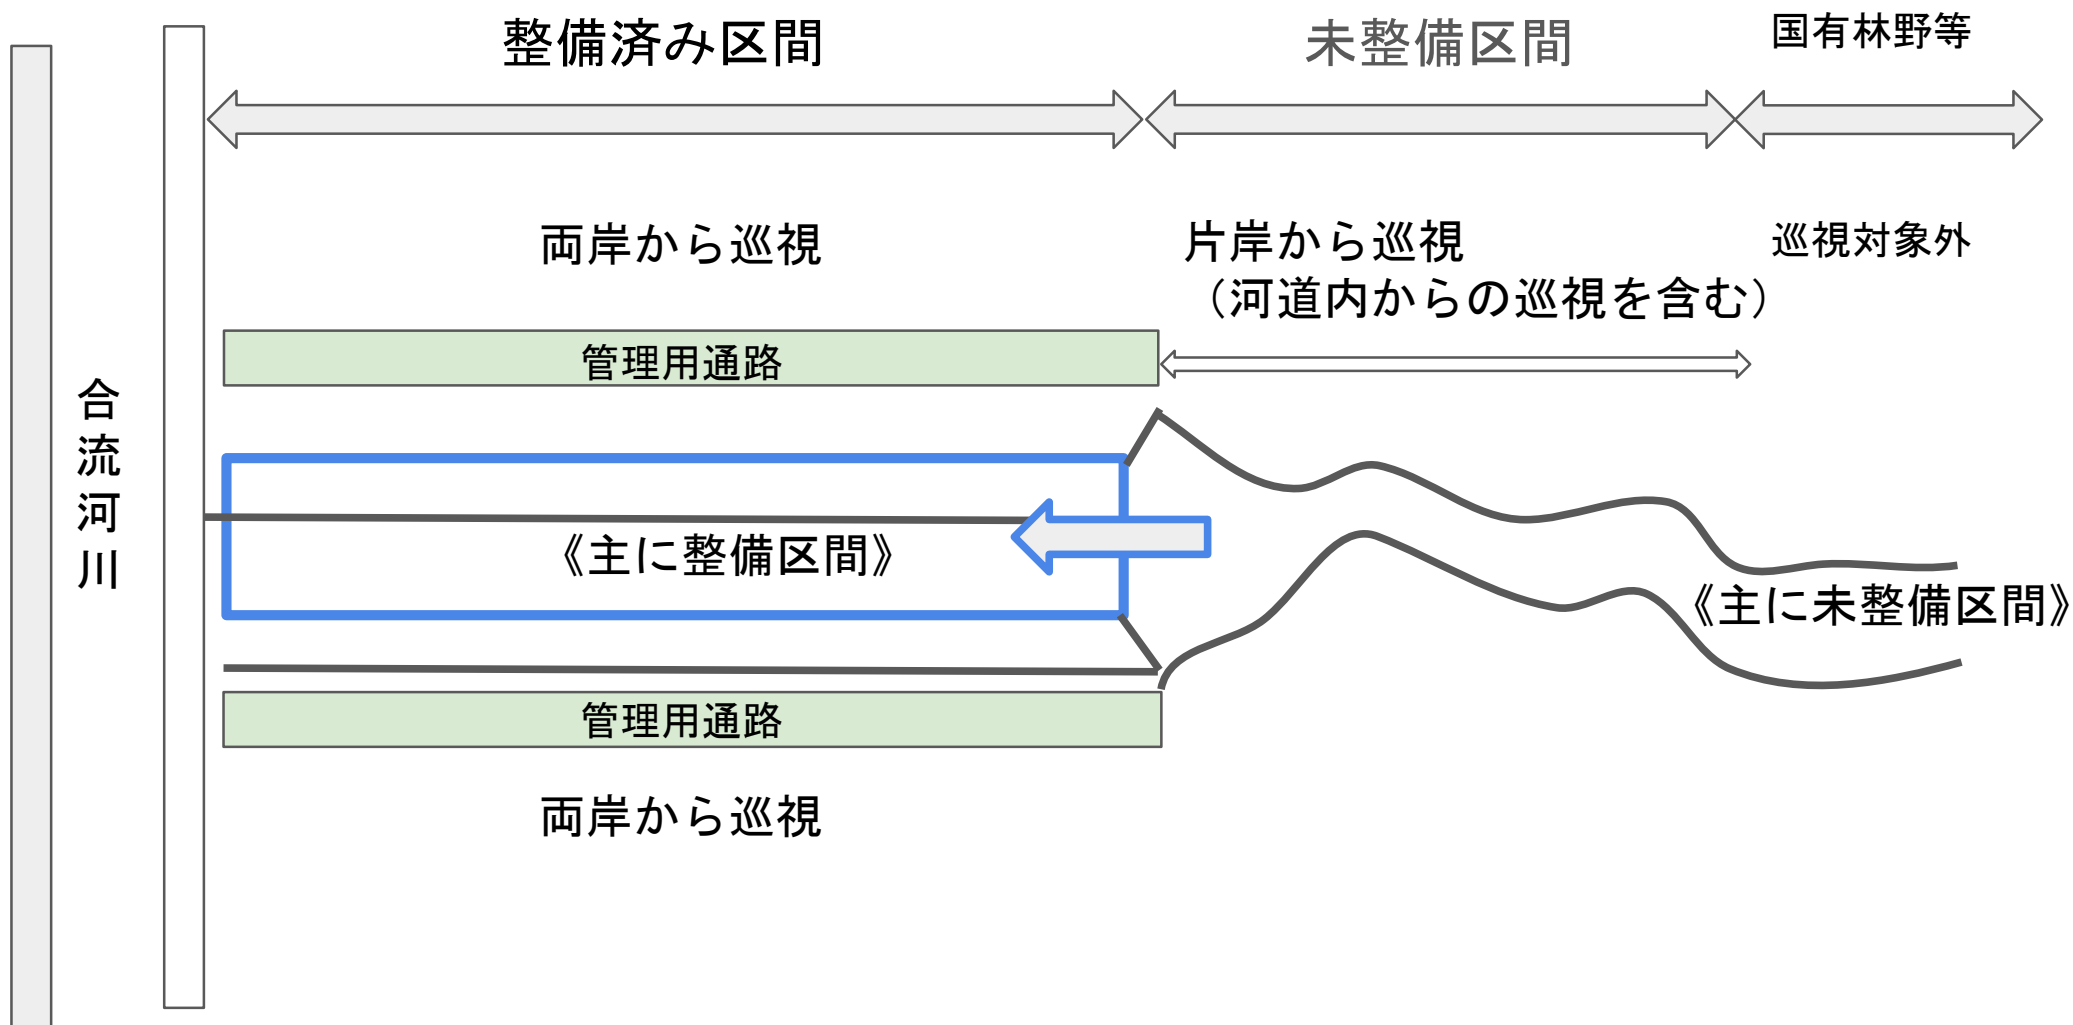 整備済み区間
未整備区間
国有林野等
両岸から巡視
片岸から巡視
（河道内からの巡視を含む）
巡視対象外
管理用通路
合流河川
《主に整備区間》
《主に未整備区間》
管理用通路
両岸から巡視